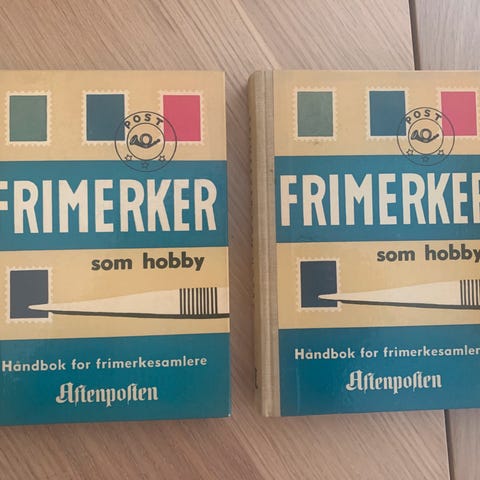 POST
FRIMERKER
som hobby
Håndbok for frimerkesamlere
Aftenposten
POST
FRIMERKER
som hobby
Håndbok for frimerkesamlere
Aftenposten